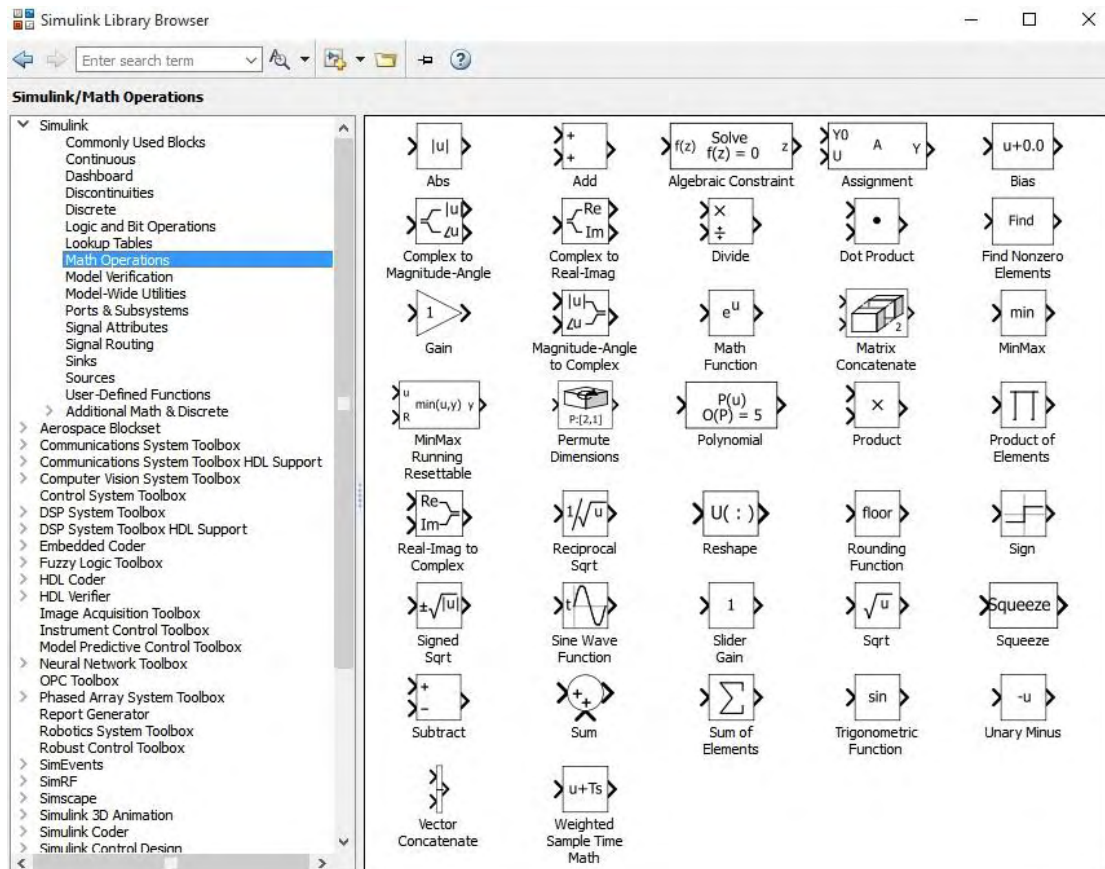 Simulink Library Browser
Enter search term
Simulink/Math Operations
Simulink
Commonly Used Blocks
Continuous
Dashboard
Discontinuities
Discrete
Logic and Bit Operations
Lookup Tables
Math Operations
Model Verification
Model-Wide Utilities
Ports & Subsystems
Signal Attributes
Signal Routing
Sinks
Sources
User-Defined Functions
Additional Math & Discrete
Aerospace Blockset
Communications System Toolbox
Communications System Toolbox HDL Support
Computer Vision System Toolbox
Control System Toolbox
DSP System Toolbox
DSP System Toolbox HDL Support
Embedded Coder
Fuzzy Logic Toolbox
HDL Coder
HDL Verifier
Image Acquisition Toolbox
Instrument Control Toolbox
Model Predictive Control Toolbox
Neural Network Toolbox
OPC Toolbox
Phased Array System Toolbox
Report Generator
Robotics System Toolbox
Robust Control Toolbox
SimEvents
SimRF
Simscape
Simulink 3D Animation
Simulink Coder
Simulink Control Design
|u|
Abs
+
+
Add
f(z) Solve f(z) = 0 z
Algebraic Constraint
Y0
U A Y
Assignment
u+0.0
Bias
|u|
∠u
Complex to
Magnitude-Angle
Re
Im
Complex to
Real-Imag
×
÷
Divide
Dot Product
Find
Find Nonzero
Elements
1
Gain
|u|
∠u
Magnitude-Angle
to Complex
e^u
Math
Function
2
Matrix
Concatenate
min
MinMax
u
R min(u,y) y
MinMax
Running
Resettable
P:[2,1]
Permute
Dimensions
P(u)
O(P) = 5
Polynomial
×
Product
∏
Product of
Elements
Re
Im
Real-Imag to
Complex
1/√u
Reciprocal
Sqrt
U( : )
Reshape
floor
Rounding
Function
Sign
±√|u|
Signed
Sqrt
t
Sine Wave
Function
1
Slider
Gain
√u
Sqrt
Squeeze
Squeeze
+
−
Subtract
+
+
Sum
∑
Sum of
Elements
sin
Trigonometric
Function
-u
Unary Minus
Vector
Concatenate
u+Ts
Weighted
Sample Time
Math